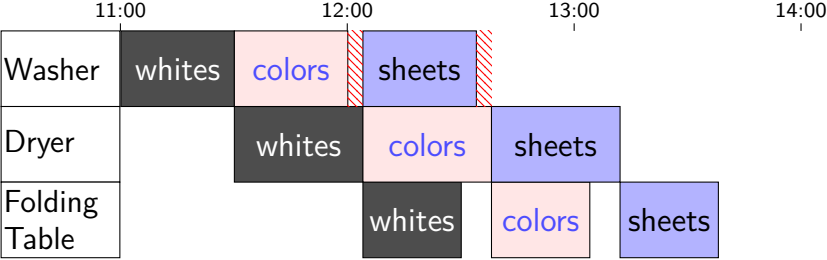 11:00 12:00 13:00 14:00
Washer whites colors sheets
Dryer whites colors sheets
Folding
Table whites colors sheets